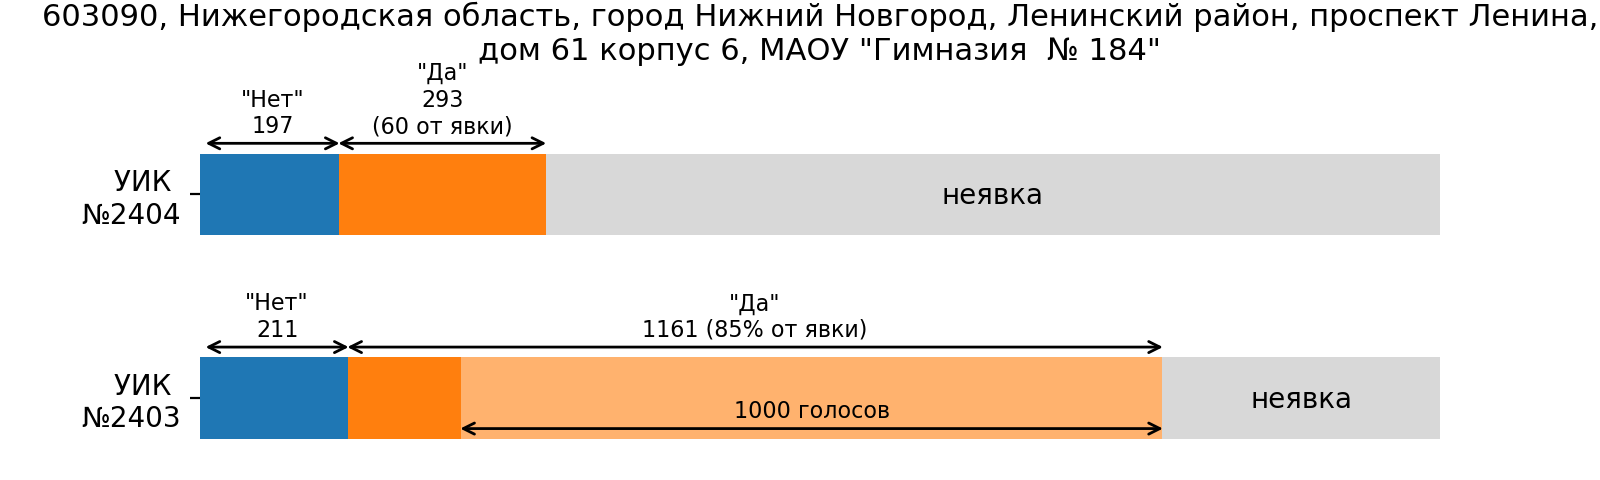 603090, Нижегородская область, город Нижний Новгород, Ленинский район, проспект Ленина,
дом 61 корпус 6, МАОУ "Гимназия  № 184"
"Нет"
197
"Да"
293
(60 от явки)
УИК
№2404
неявка
"Нет"
211
"Да"
1161 (85% от явки)
УИК
№2403
1000 голосов
неявка